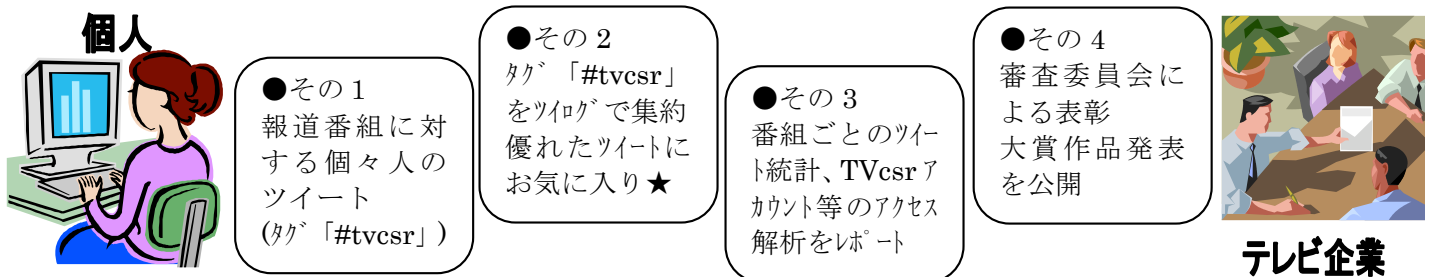 個人
●その1
報道番組に対
する個々人の
ツイート
(ﾀｸﾞ「#tvcsr」)
●その2
ﾀｸﾞ「#tvcsr」
をﾂｲﾛｸﾞで集約
優れたﾂｲｰﾄに
お気に入り★
●その3
番組ごとのﾂｲｰ
ﾄ統計、TVcsrｱ
ｶｳﾝﾄ等のｱｸｾｽ
解析をﾚﾎﾟｰﾄ
●その4
審査委員会に
よる表彰
大賞作品発表
を公開
テレビ企業